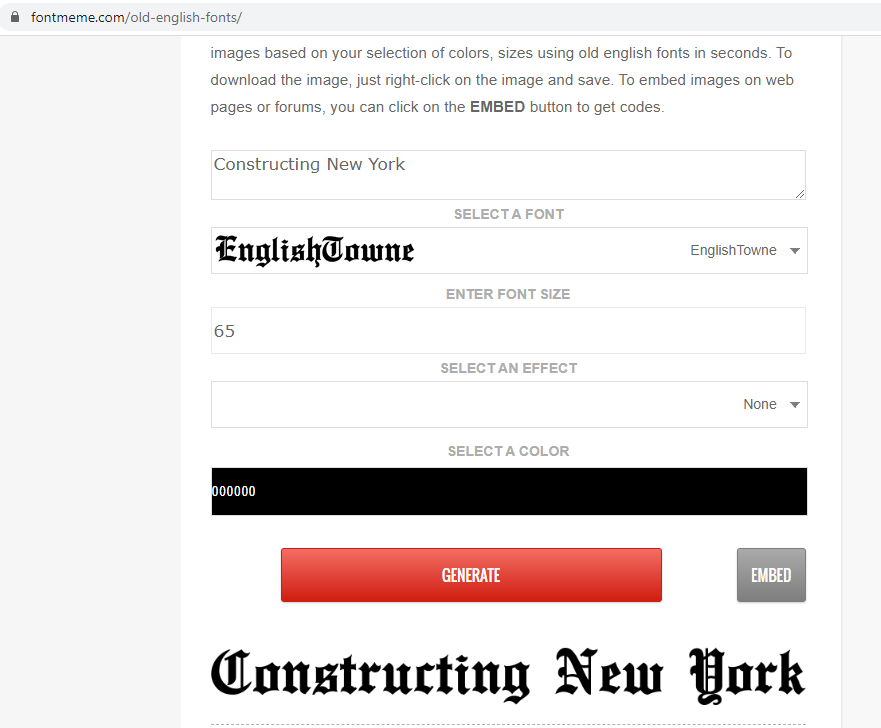 fontmeme.com/old-english-fonts/
images based on your selection of colors, sizes using old english fonts in seconds. To
download the image, just right-click on the image and save. To embed images on web
pages or forums, you can click on the EMBED button to get codes.
Constructing New York
SELECT A FONT
EnglishTowne EnglishTowne
ENTER FONT SIZE
65
SELECT AN EFFECT
None
SELECT A COLOR
000000
GENERATE EMBED
Constructing New York